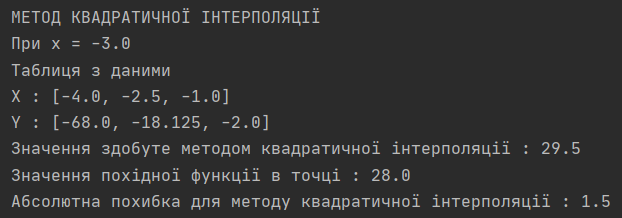 МЕТОД КВАДРАТИЧНОЇ ІНТЕРПОЛЯЦІЇ
При x = -3.0
Таблиця з даними
X : [-4.0, -2.5, -1.0]
Y : [-68.0, -18.125, -2.0]
Значення здобуте методом квадратичної інтерполяції : 29.5
Значення похідної функції в точці : 28.0
Абсолютна похибка для методу квадратичної інтерполяції : 1.5